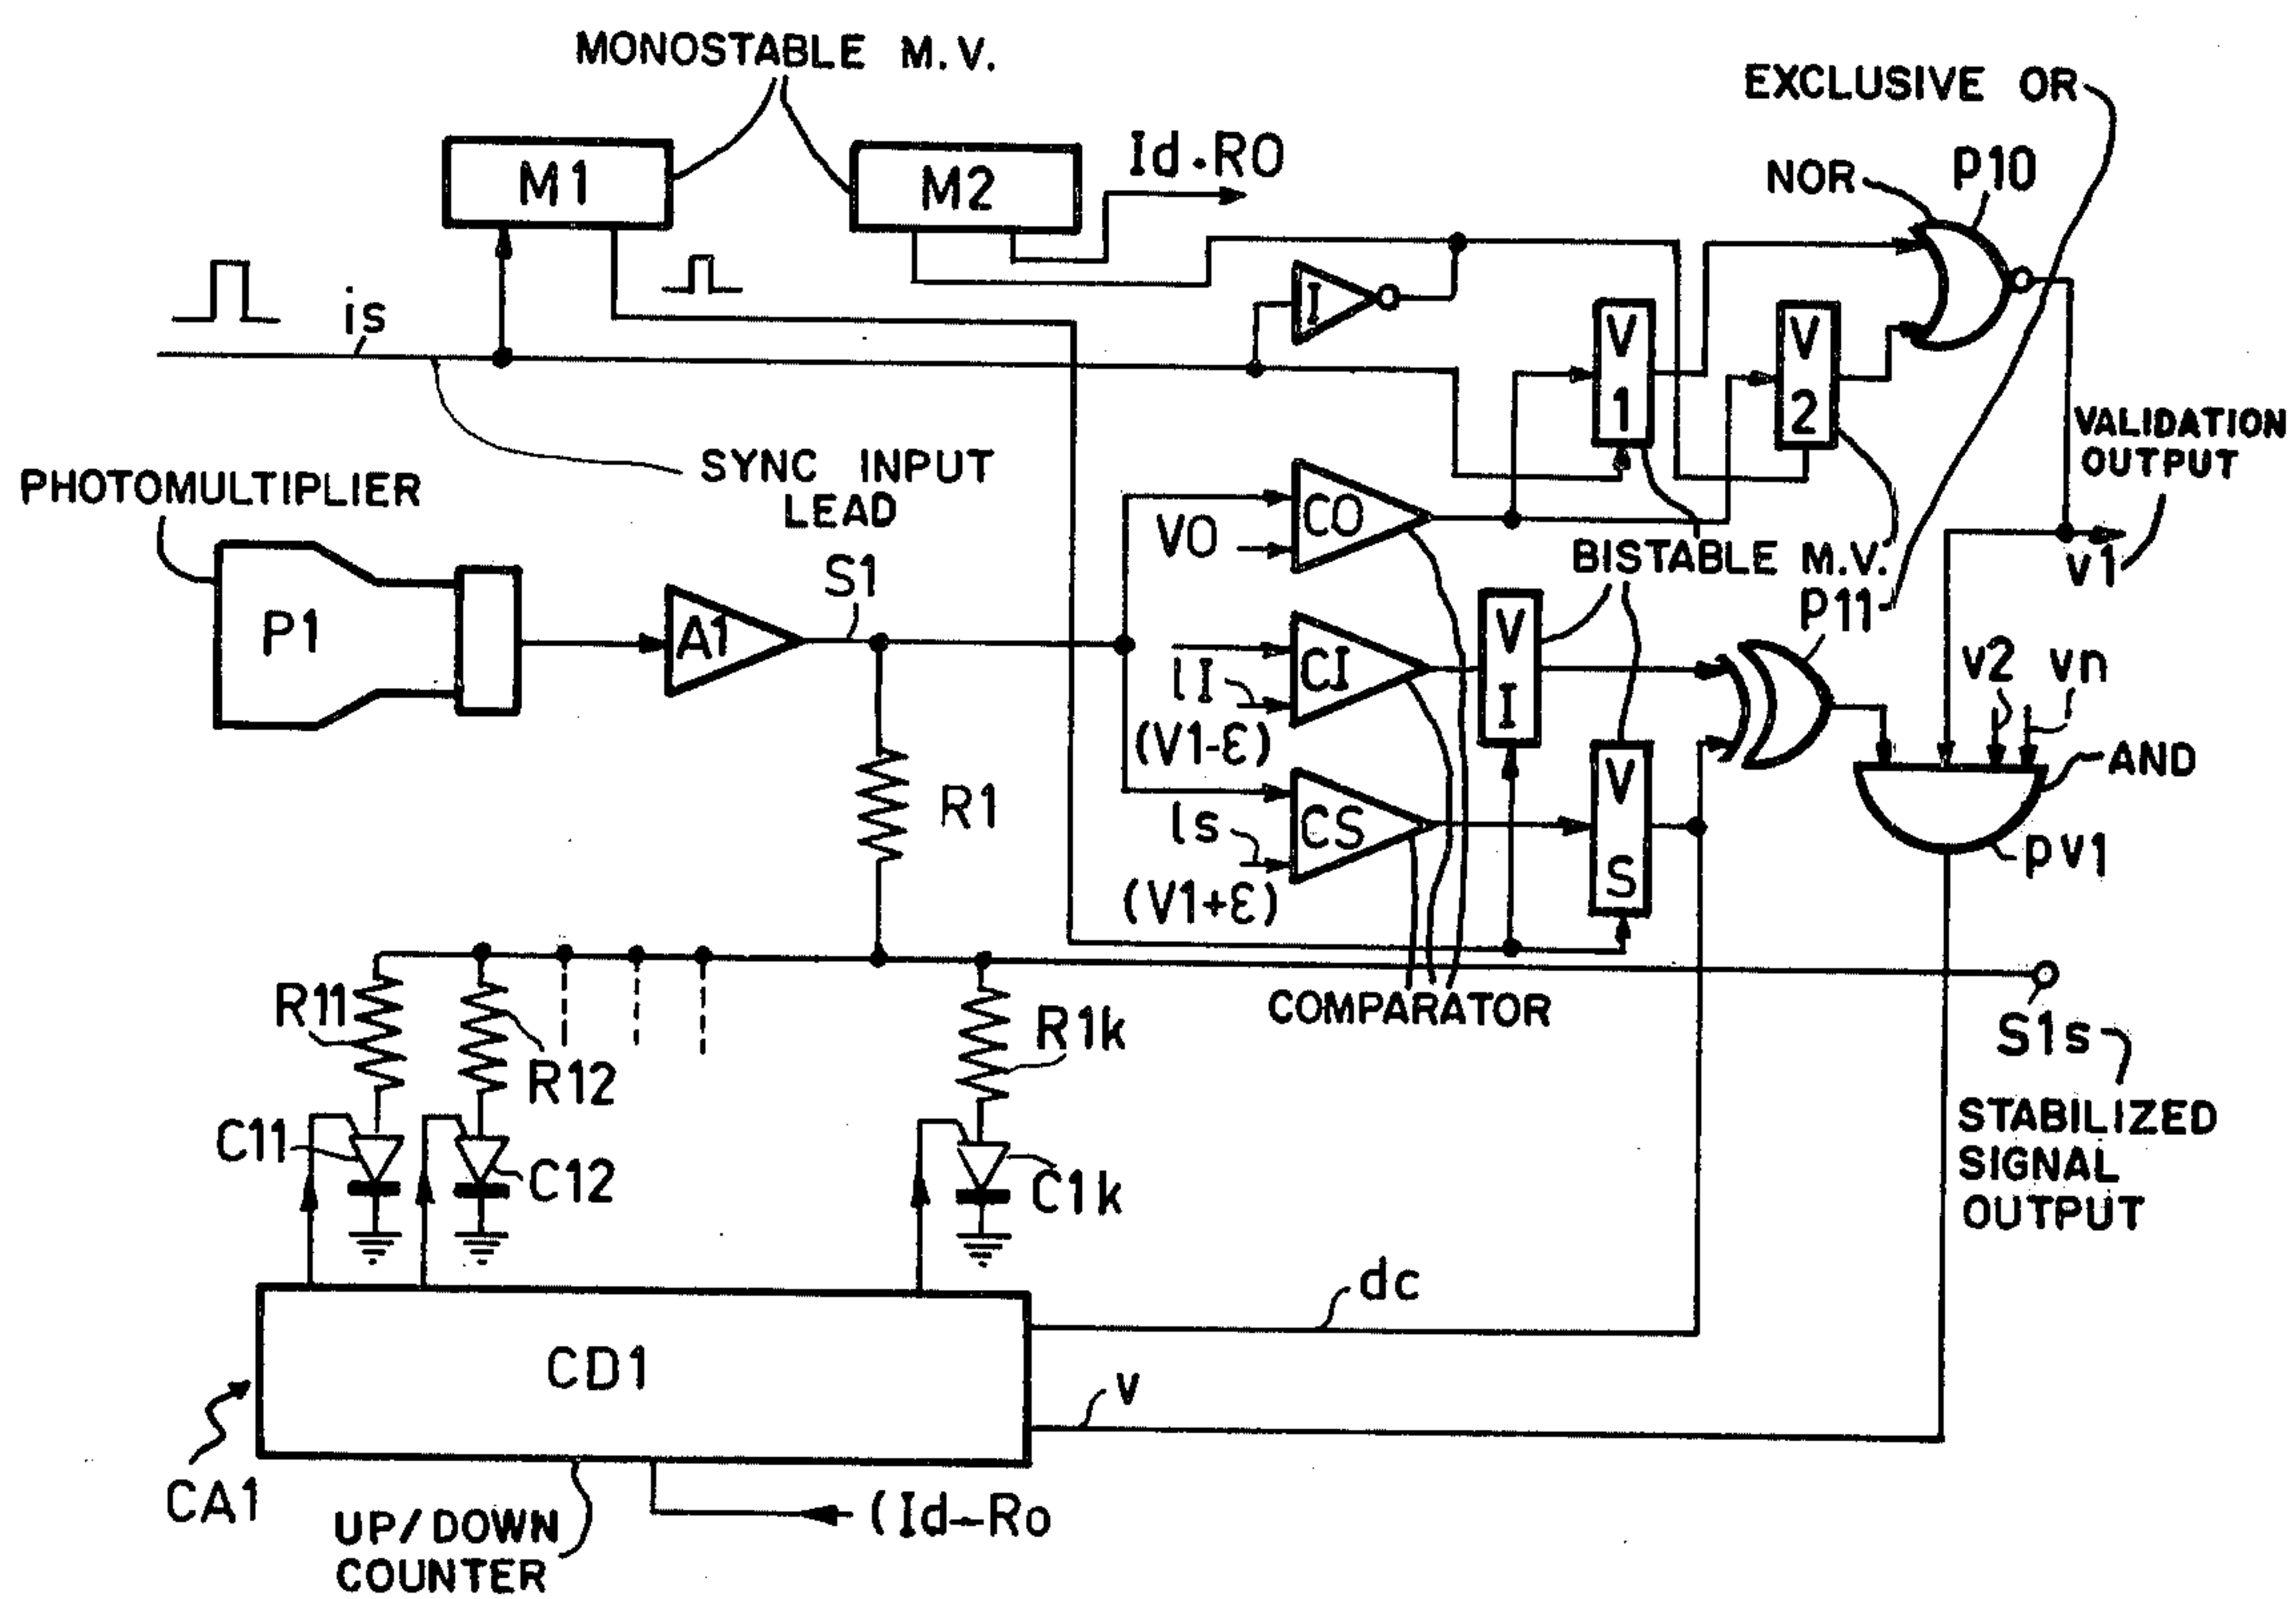 MONOSTABLE M.V.
EXCLUSIVE OR
M1
M2
Id.RO
NOR
P10
is
I
V
1
V
2
VALIDATION
OUTPUT
PHOTOMULTIPLIER
SYNC INPUT
LEAD
P1
A1
S1
VO
CO
BISTABLE M.V.
v1
P11
v2
vn
lI
(V1-ε)
CI
V
I
AND
R1
ls
(V1+ε)
CS
V
S
pv1
R11
R12
R1k
COMPARATOR
S1s
STABILIZED
SIGNAL
OUTPUT
C11
C12
C1k
dc
CD1
v
CA1
UP/DOWN
COUNTER
(Id-Ro